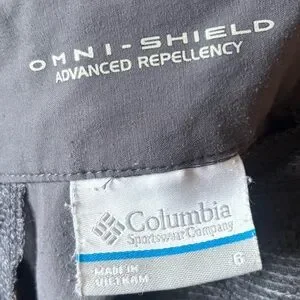 OMNI-SHIELD
ADVANCED REPELLENCY
Columbia
Sportswear Company
MADE IN
VIETNAM
6